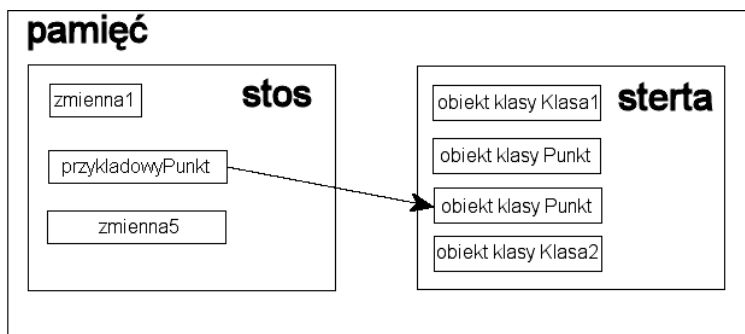 pamięć
stos
zmienna1
przykladowyPunkt
zmienna5
sterta
obiekt klasy Klasa1
obiekt klasy Punkt
obiekt klasy Punkt
obiekt klasy Klasa2